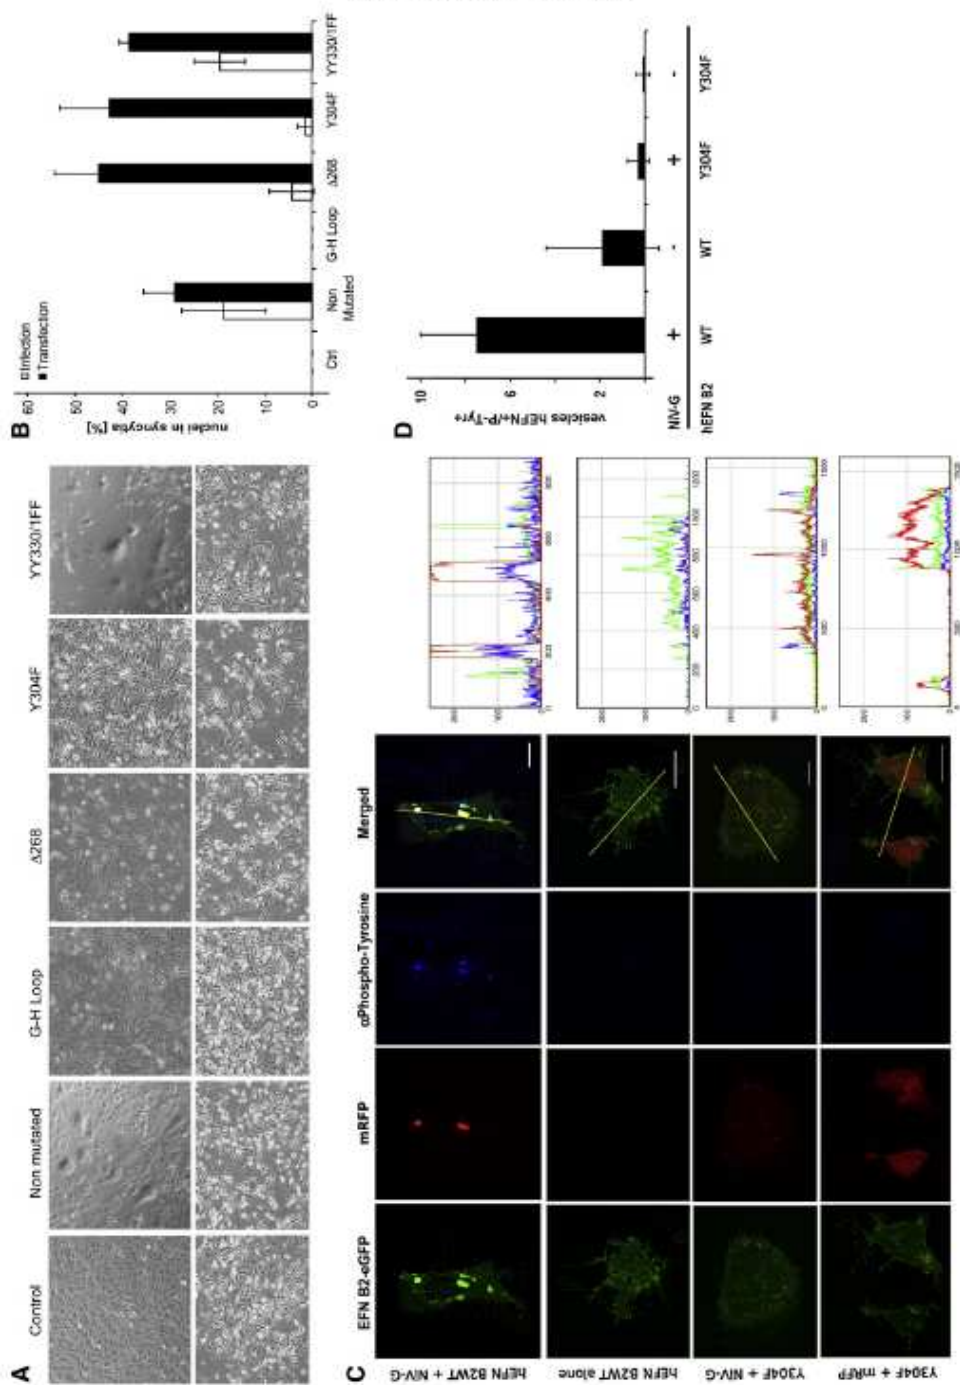 A
Control
Non mutated
G-H Loop
Δ268
Y304F
YY330/1FF
B
Infection
Transfection
nuclei in syncytia [%]
60
50
40
30
20
10
0
Ctrl
Non
Mutated
G-H Loop
Δ268
Y304F
YY330/1FF
C
EFN B2-eGFP
mRFP
αPhospho-Tyrosine
Merged
hEFN B2WT + NiV-G
hEFN B2WT alone
Y304F + NiV-G
Y304F + mRFP
D
vesicles hEFN+/P-Tyr+
10
6
2
NiV-G + - + -
hEFN B2 WT WT Y304F Y304F